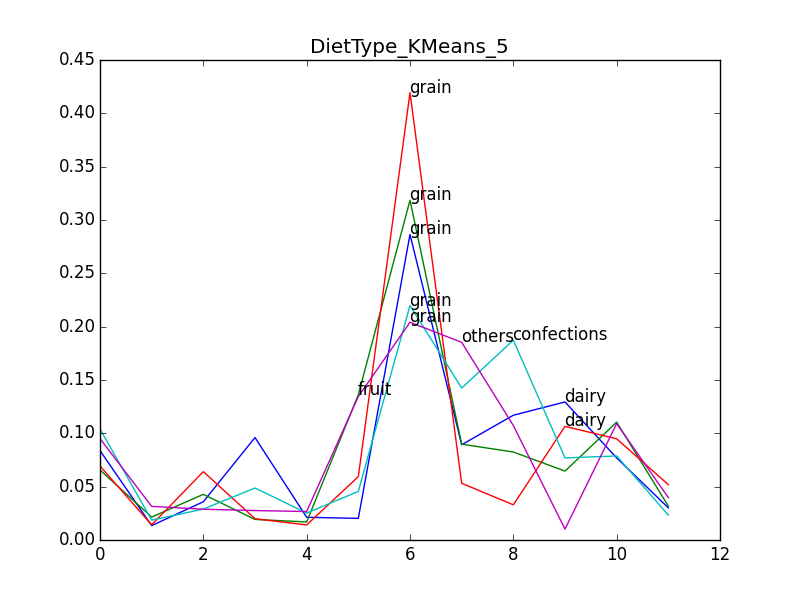 DietType_KMeans_5
0.45
0.40
0.35
0.30
0.25
0.20
0.15
0.10
0.05
0.00
grain
grain
grain
grain
grain
others
confections
fruit
dairy
dairy
0 2 4 6 8 10 12